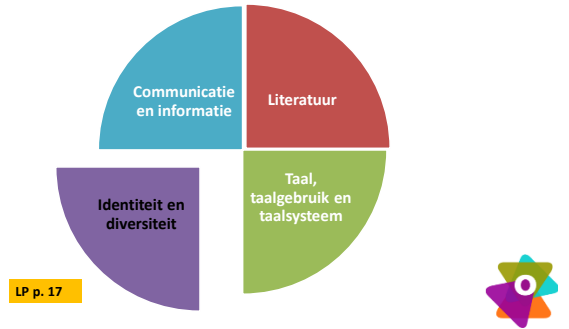 Communicatie
en informatie
Literatuur
Taal,
taalgebruik en
taalsysteem
Identiteit en
diversiteit
LP p. 17